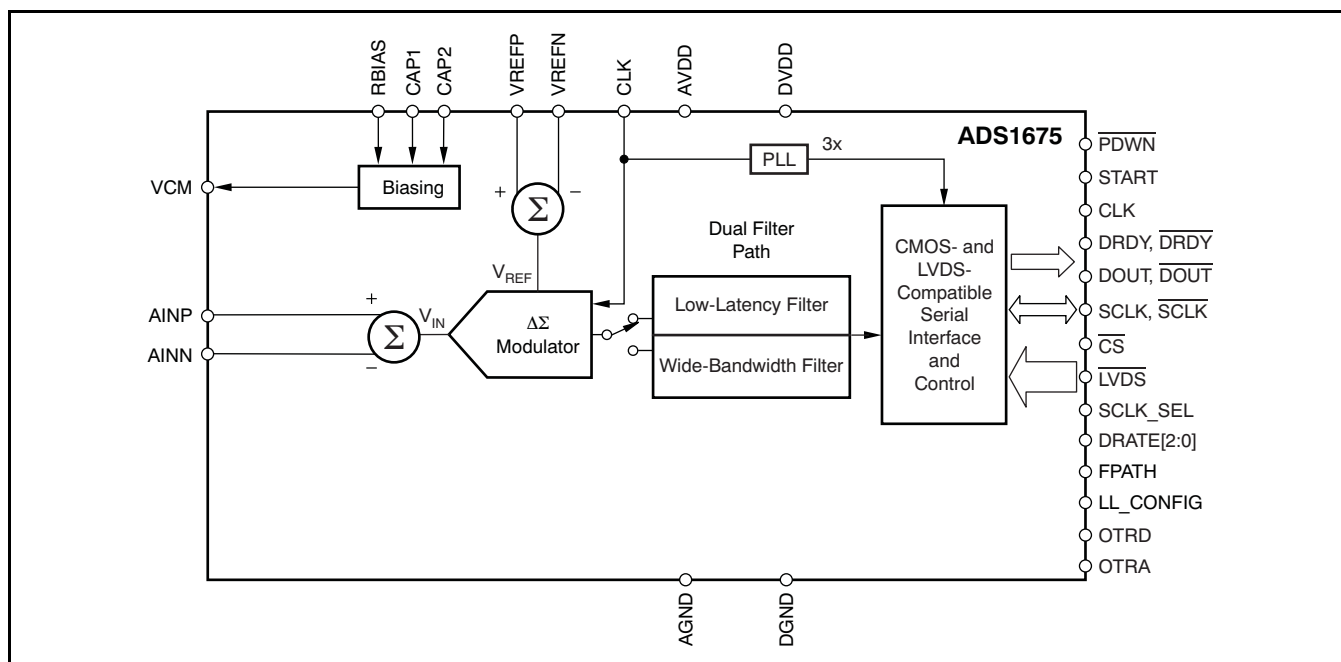 RBIAS
CAP1
CAP2
VREFP
VREFN
CLK
AVDD
DVDD
ADS1675
PLL
3x
VCM
Biasing
+
−
Σ
Dual Filter
Path
CMOS- and
LVDS-
Compatible
Serial
Interface
and
Control
VREF
AINP
AINN
+
−
Σ
VIN
ΔΣ
Modulator
Low-Latency Filter
Wide-Bandwidth Filter
PDWN
START
CLK
DRDY, DRDY
DOUT, DOUT
SCLK, SCLK
CS
LVDS
SCLK_SEL
DRATE[2:0]
FPATH
LL_CONFIG
OTRD
OTRA
AGND
DGND